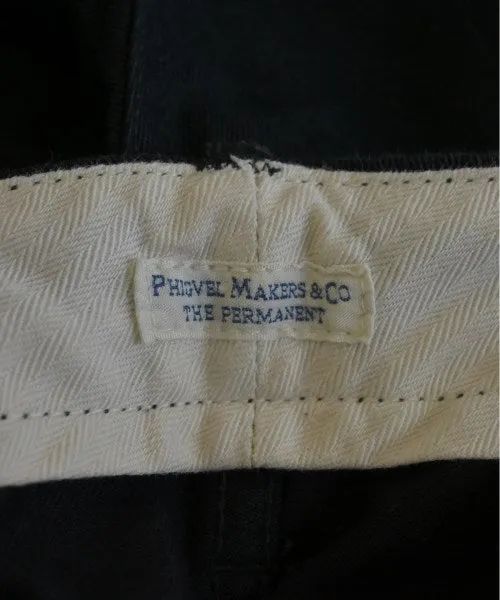 PHIGVEL MAKERS & CO
THE PERMANENT